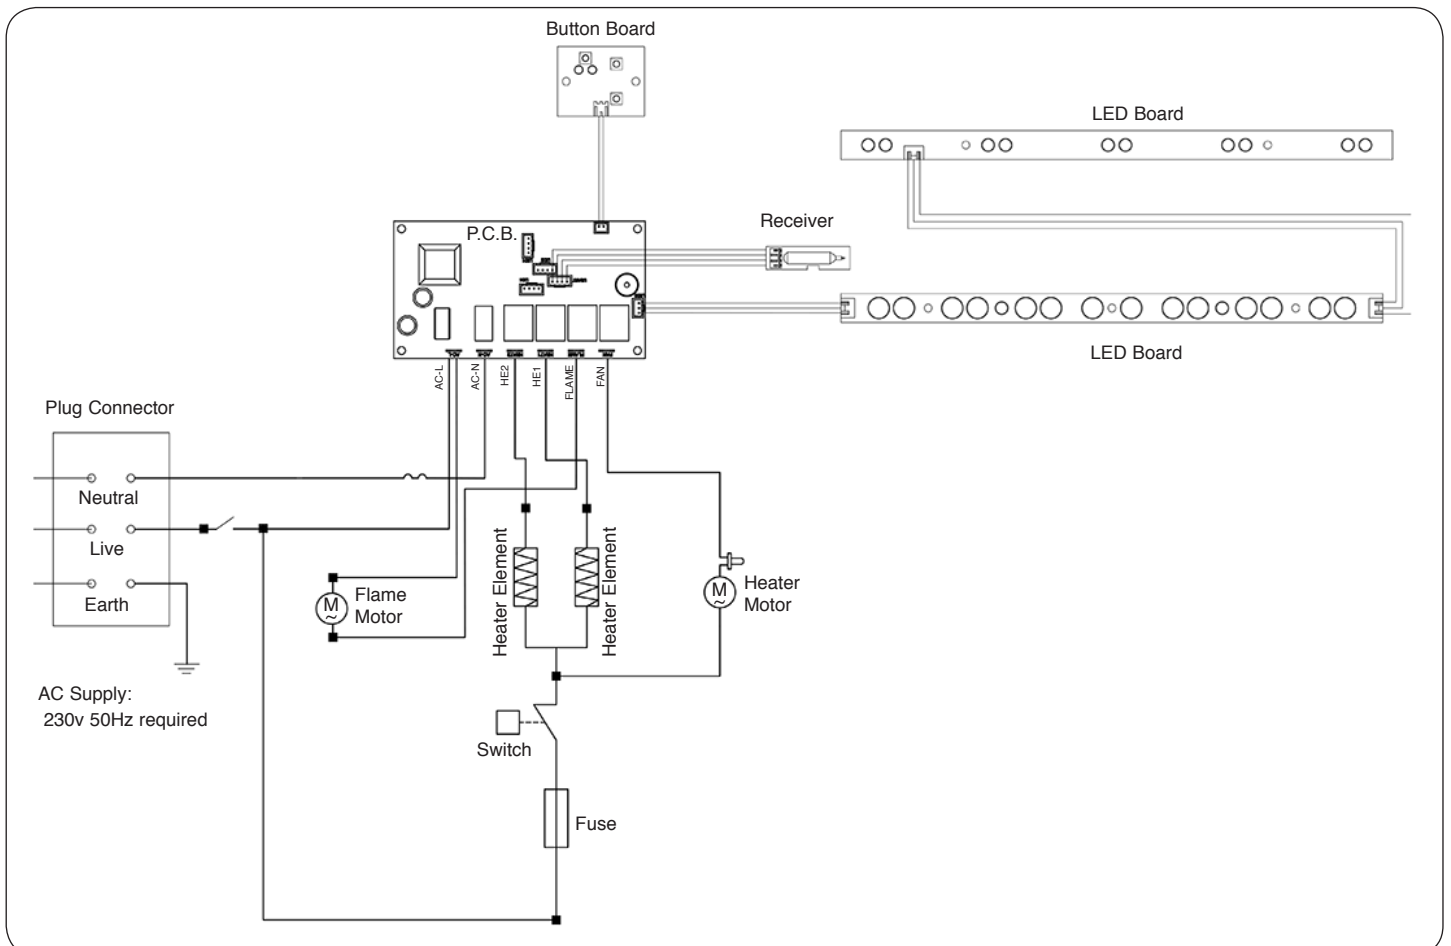 Button Board
LED Board
Receiver
P.C.B.
LED Board
AC-L
AC-N
HE2
HE1
FLAME
FAN
Plug Connector
Neutral
Live
Earth
AC Supply:
230v 50Hz required
M
~
Flame
Motor
Heater Element
Heater Element
M
~
Heater
Motor
Switch
Fuse